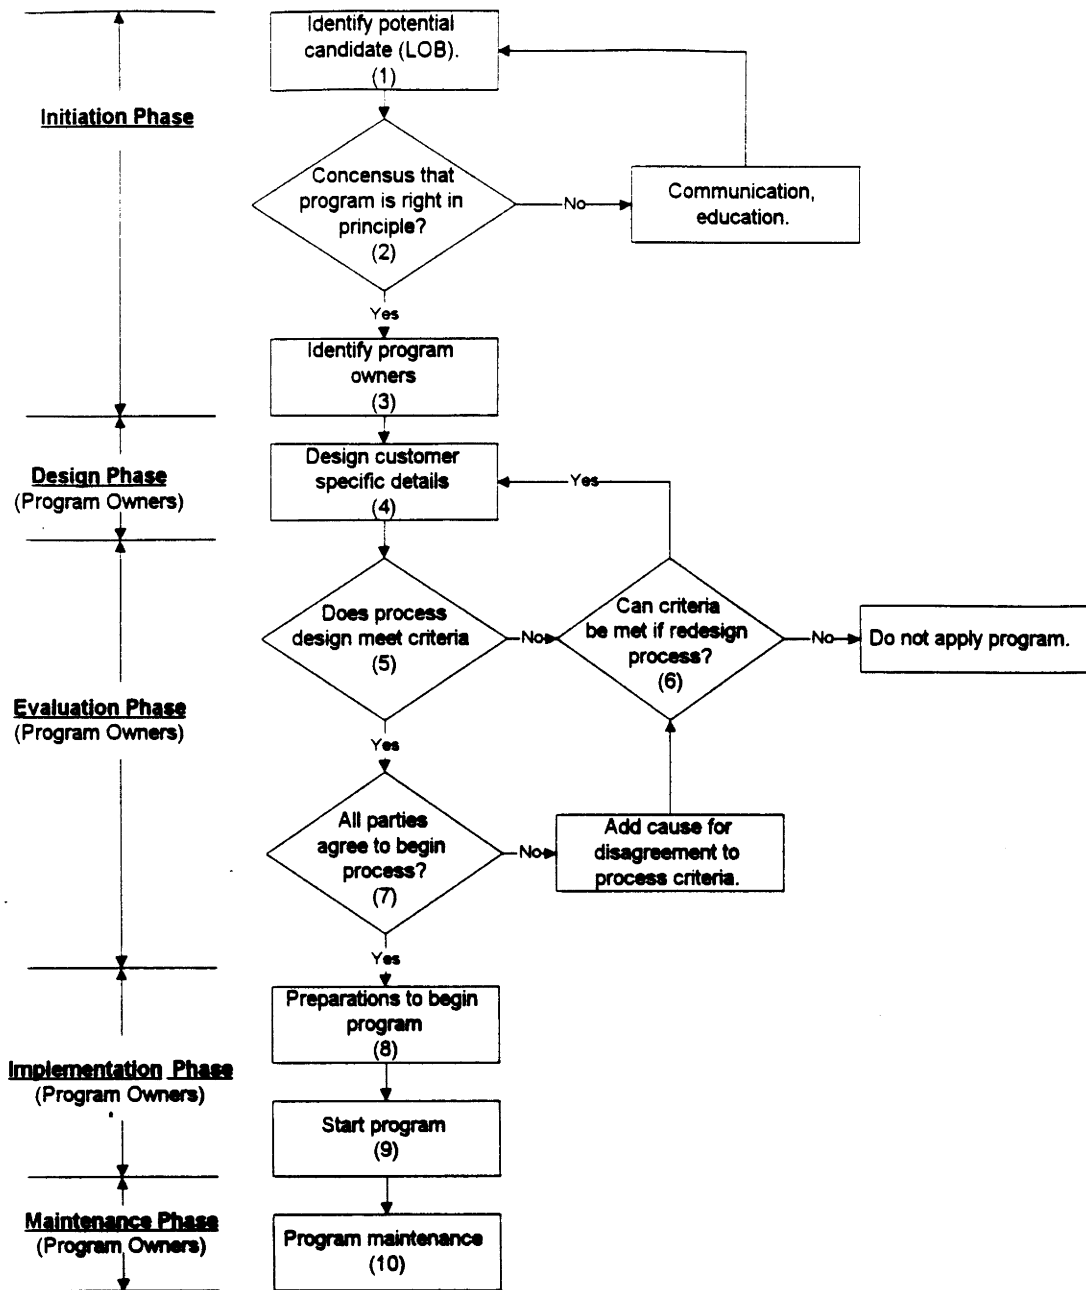 Identify potential
candidate (LOB).
(1)
Initiation Phase
Concensus that
program is right in
principle?
(2)
No
Communication,
education.
Yes
Identify program
owners
(3)
Design Phase
(Program Owners)
Design customer
specific details
(4)
Yes
Does process
design meet criteria
(5)
No
Can criteria
be met if redesign
process?
(6)
No
Do not apply program.
Evaluation Phase
(Program Owners)
Yes
All parties
agree to begin
process?
(7)
No
Add cause for
disagreement to
process criteria.
Yes
Preparations to begin
program
(8)
Implementation Phase
(Program Owners)
Start program
(9)
Maintenance Phase
(Program Owners)
Program maintenance
(10)